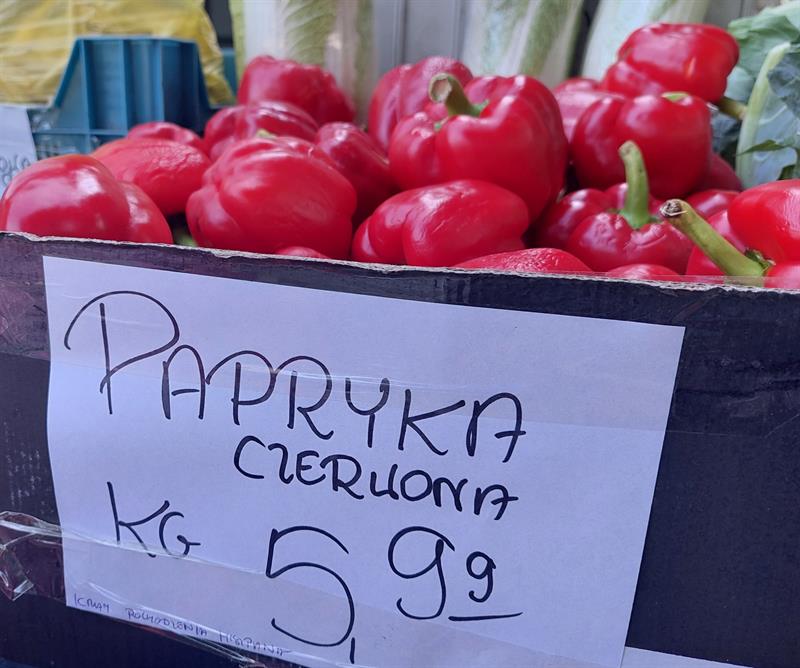 PAPRYKA
CZERWONA
KG 5,99
KRAJ POCHODZENIA HISZPANIA